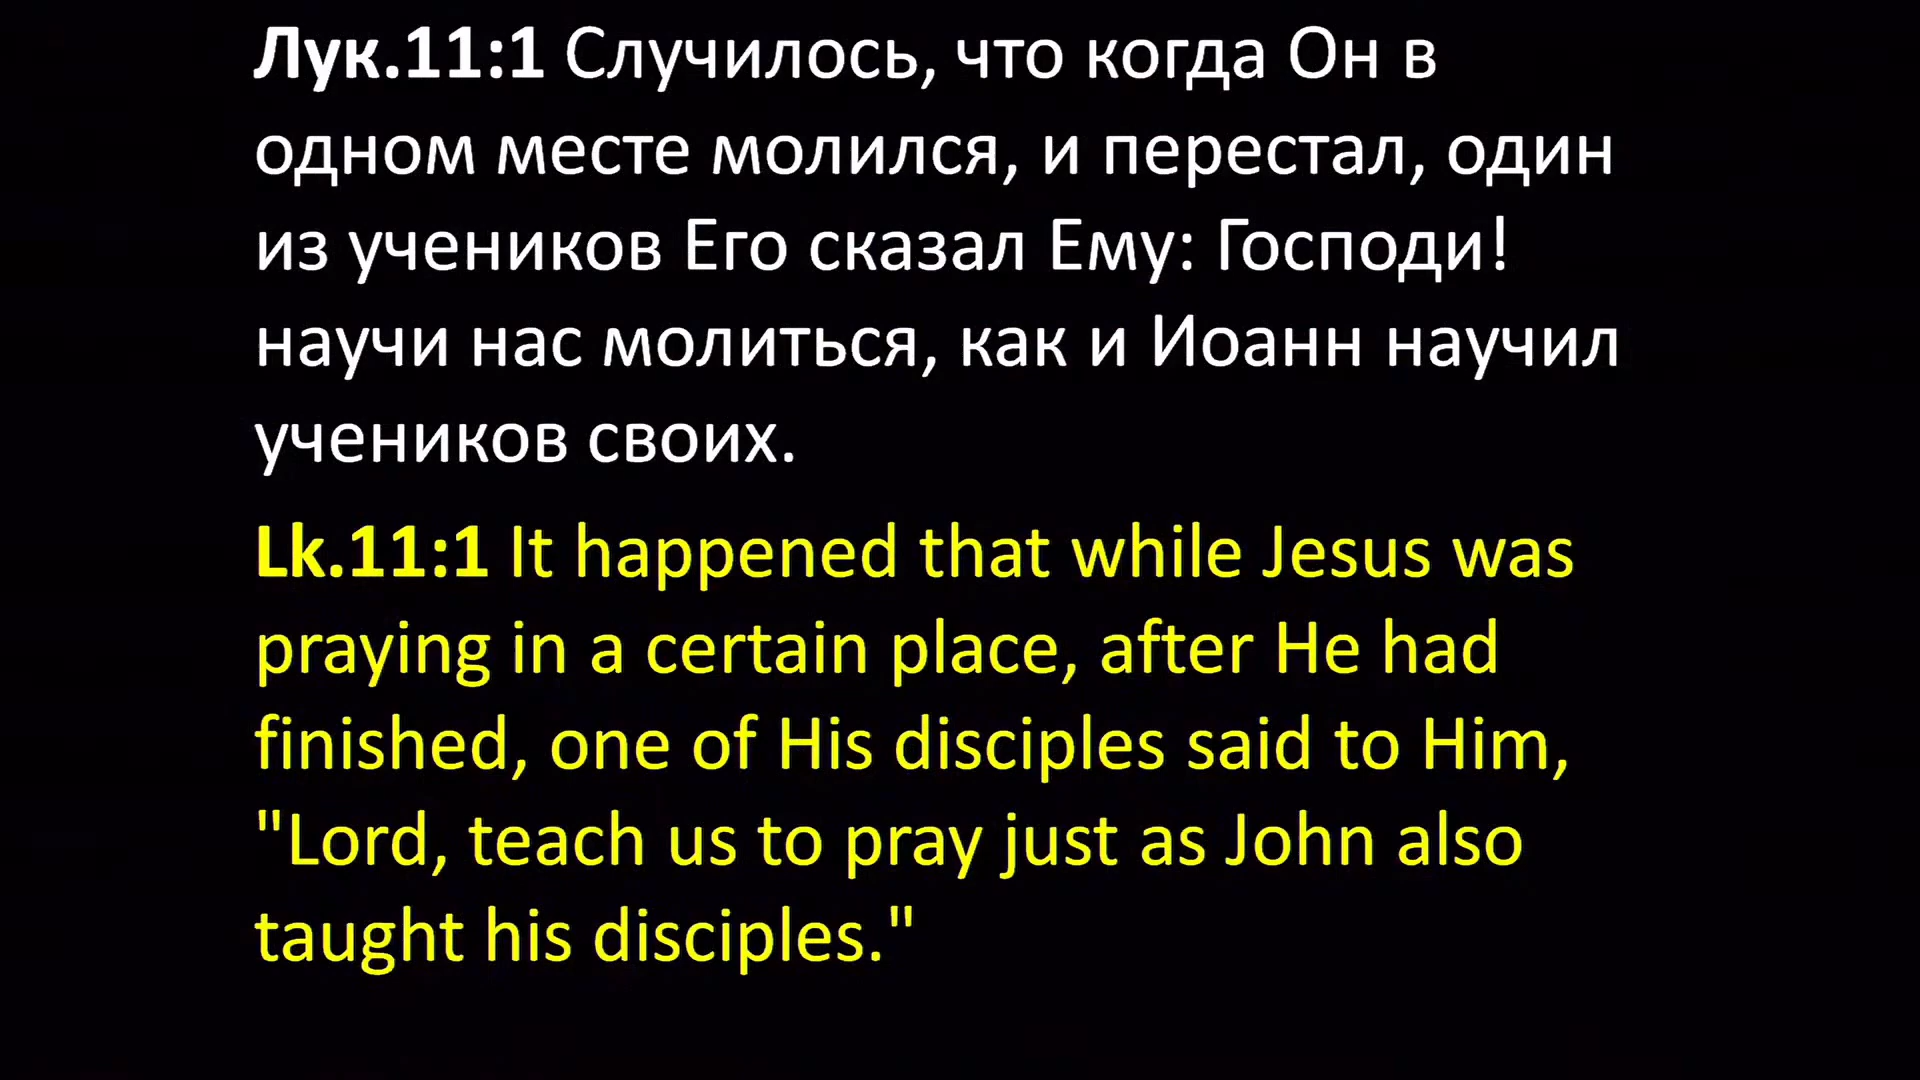 Лук.11:1 Случилось, что когда Он в
одном месте молился, и перестал, один
из учеников Его сказал Ему: Господи!
научи нас молиться, как и Иоанн научил
учеников своих.
Lk.11:1 It happened that while Jesus was
praying in a certain place, after He had
finished, one of His disciples said to Him,
"Lord, teach us to pray just as John also
taught his disciples."